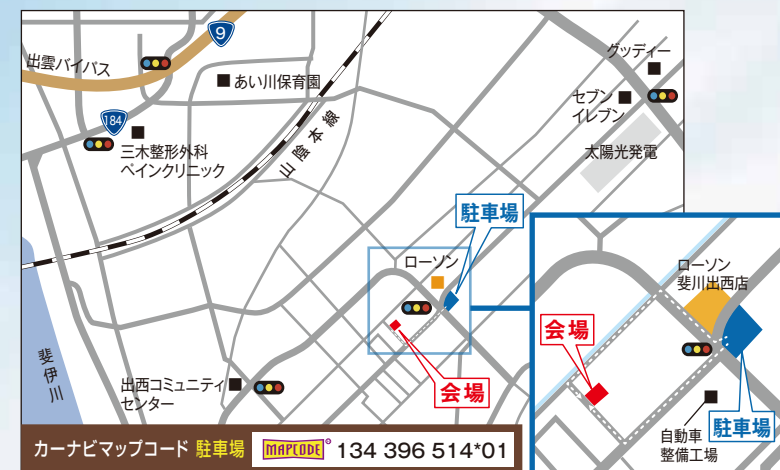 9
出雲バイパス
あい川保育園
184
三木整形外科
ペインクリニック
山陰本線
グッディー
セブン
イレブン
太陽光発電
駐車場
ローソン
会場
斐伊川
出西コミュニティ
センター
ローソン
斐川出西店
会場
駐車場
自動車
整備工場
カーナビマップコード 駐車場 MAPCODE® 134 396 514*01